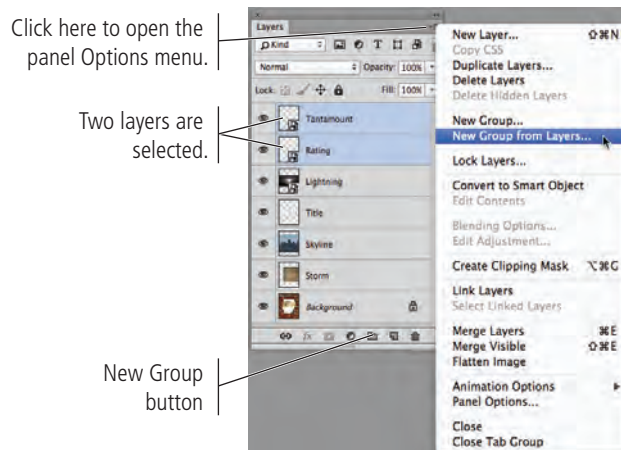 Click here to open the
panel Options menu.
Two layers are
selected.
New Group
button
Layers
Kind
Normal
Opacity: 100%
Lock:
Fill: 100%
Tantamount
Rating
Lightning
Title
Skyline
Storm
Background
fx
New Layer... ⇧⌘N
Copy CSS
Duplicate Layers...
Delete Layers
Delete Hidden Layers
New Group...
New Group from Layers...
Lock Layers...
Convert to Smart Object
Edit Contents
Blending Options...
Edit Adjustment...
Create Clipping Mask ⌥⌘G
Link Layers
Select Linked Layers
Merge Layers ⌘E
Merge Visible ⇧⌘E
Flatten Image
Animation Options
Panel Options...
Close
Close Tab Group